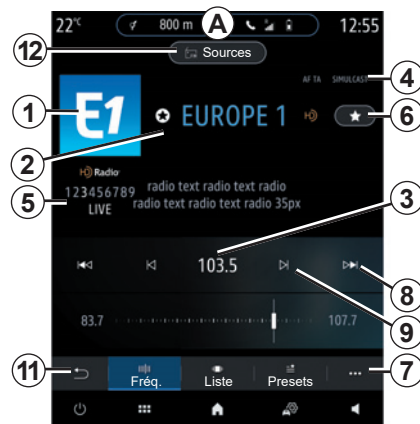 22°C 800 m A 12:55
12 Sources
AF TA SIMULCAST 4
1 E1 EUROPE 1 HD 6
2
HD Radio
5 123456789 radio text radio text radio
LIVE radio text radio text radio 35px
3
103.5
8
9
83.7 107.7
11 Fréq. Liste Presets ... 7